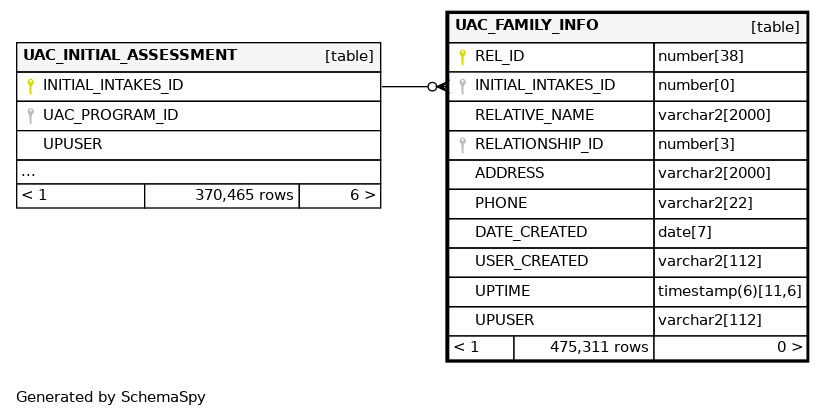 UAC_INITIAL_ASSESSMENT [table]
INITIAL_INTAKES_ID
UAC_PROGRAM_ID
UPUSER
...
< 1 370,465 rows 6 >
UAC_FAMILY_INFO [table]
REL_ID number[38]
INITIAL_INTAKES_ID number[0]
RELATIVE_NAME varchar2[2000]
RELATIONSHIP_ID number[3]
ADDRESS varchar2[2000]
PHONE varchar2[22]
DATE_CREATED date[7]
USER_CREATED varchar2[112]
UPTIME timestamp(6)[11,6]
UPUSER varchar2[112]
< 1 475,311 rows 0 >
Generated by SchemaSpy